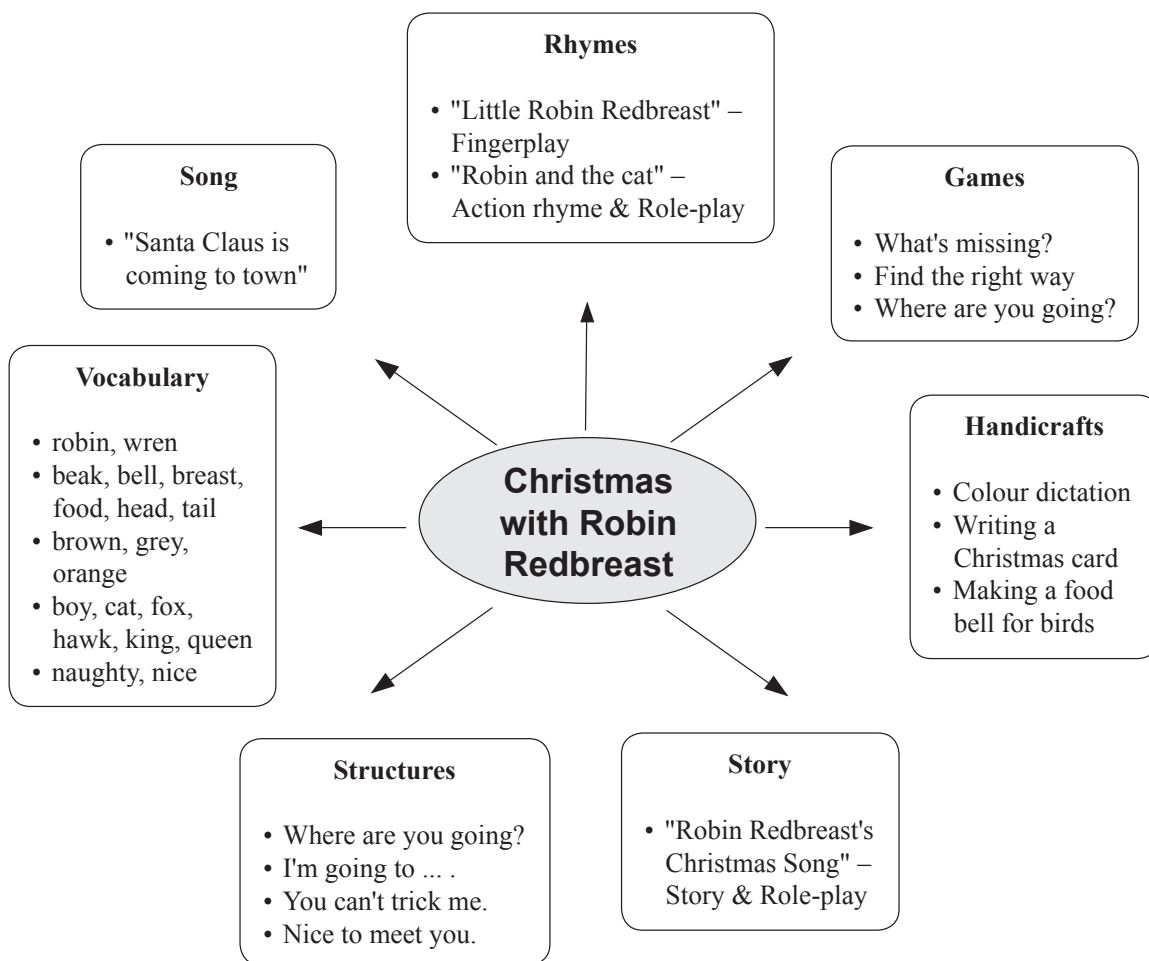 Rhymes
• "Little Robin Redbreast" –
Fingerplay
• "Robin and the cat" –
Action rhyme & Role-play
Song
• "Santa Claus is
coming to town"
Games
• What's missing?
• Find the right way
• Where are you going?
Vocabulary
• robin, wren
• beak, bell, breast,
food, head, tail
• brown, grey,
orange
• boy, cat, fox,
hawk, king, queen
• naughty, nice
Christmas
with Robin
Redbreast
Handicrafts
• Colour dictation
• Writing a
Christmas card
• Making a food
bell for birds
Structures
• Where are you going?
• I'm going to ... .
• You can't trick me.
• Nice to meet you.
Story
• "Robin Redbreast's
Christmas Song" –
Story & Role-play